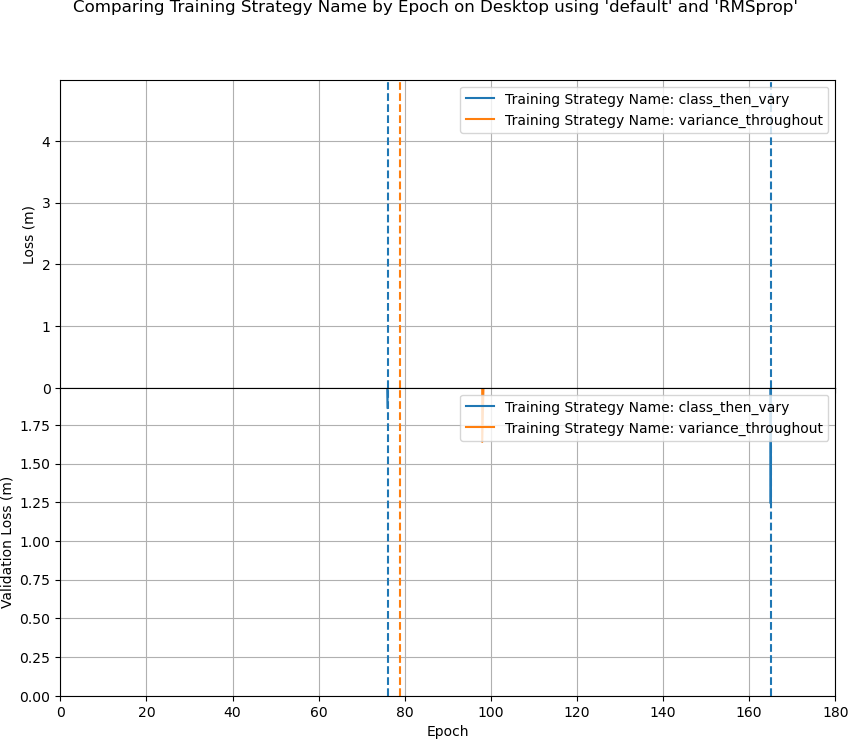 Comparing Training Strategy Name by Epoch on Desktop using 'default' and 'RMSprop'
Training Strategy Name: class_then_vary
Training Strategy Name: variance_throughout
4
3
2
1
0
Loss (m)
Training Strategy Name: class_then_vary
Training Strategy Name: variance_throughout
1.75
1.50
1.25
1.00
0.75
0.50
0.25
0.00
Validation Loss (m)
0 20 40 60 80 100 120 140 160 180
Epoch